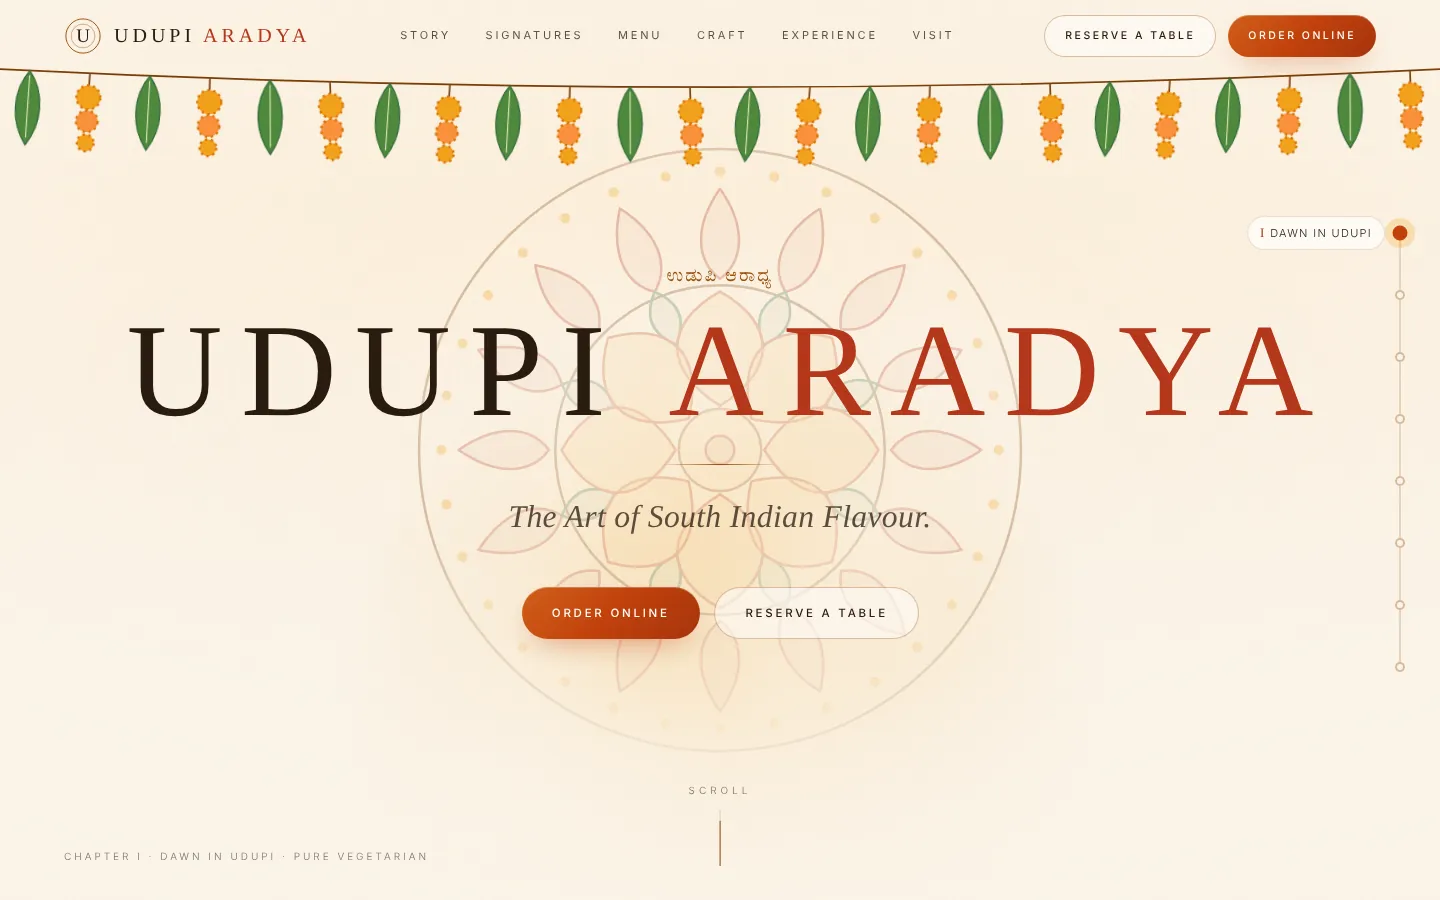 U UDUPI ARADYA
STORY SIGNATURES MENU CRAFT EXPERIENCE VISIT
RESERVE A TABLE ORDER ONLINE
I DAWN IN UDUPI
ಉಡುಪಿ ಆರಾಧ್ಯ
UDUPI ARADYA
The Art of South Indian Flavour.
ORDER ONLINE RESERVE A TABLE
SCROLL
CHAPTER I · DAWN IN UDUPI · PURE VEGETARIAN